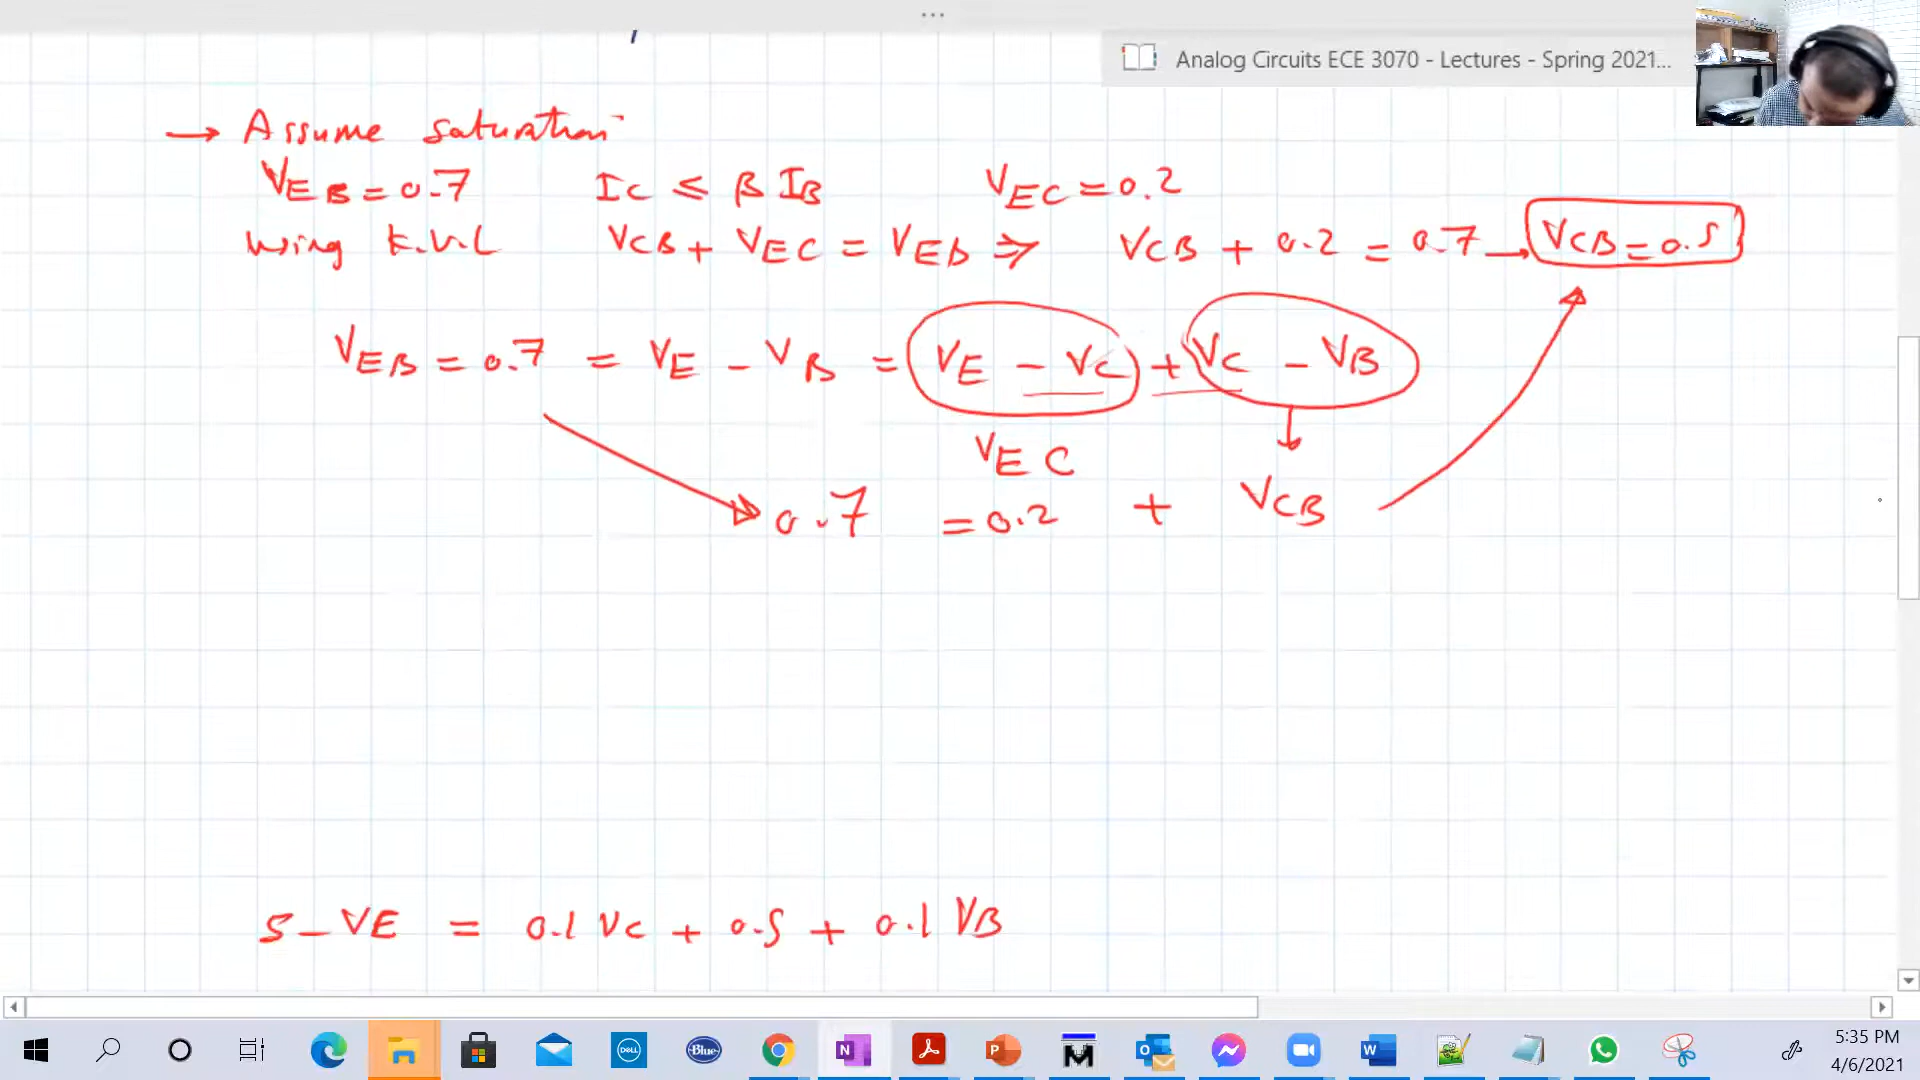 Analog Circuits ECE 3070 - Lectures - Spring 2021...
→ Assume saturation
VEB = 0.7 IC ≤ β IB VEC = 0.2
Using K.V.L VCB + VEC = VEB ⇒ VCB + 0.2 = 0.7 → VCB = 0.5
VEB = 0.7 = VE - VB = VE - VC + VC - VB
VEC
0.7 = 0.2 + VCB
5 - VE = 0.1 VC + 0.5 + 0.1 VB
DELL
Blue
5:35 PM
4/6/2021